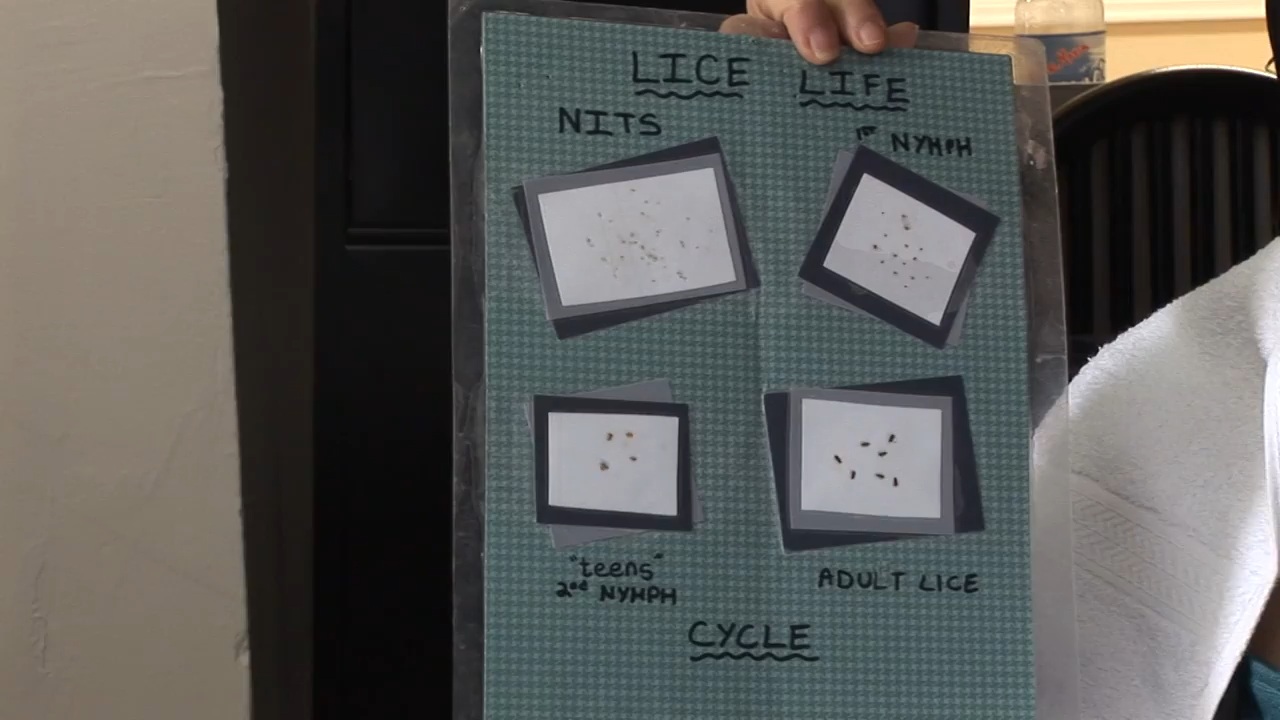 LICE LIFE
NITS
1st NYMPH
"teens"
2nd NYMPH
ADULT LICE
CYCLE